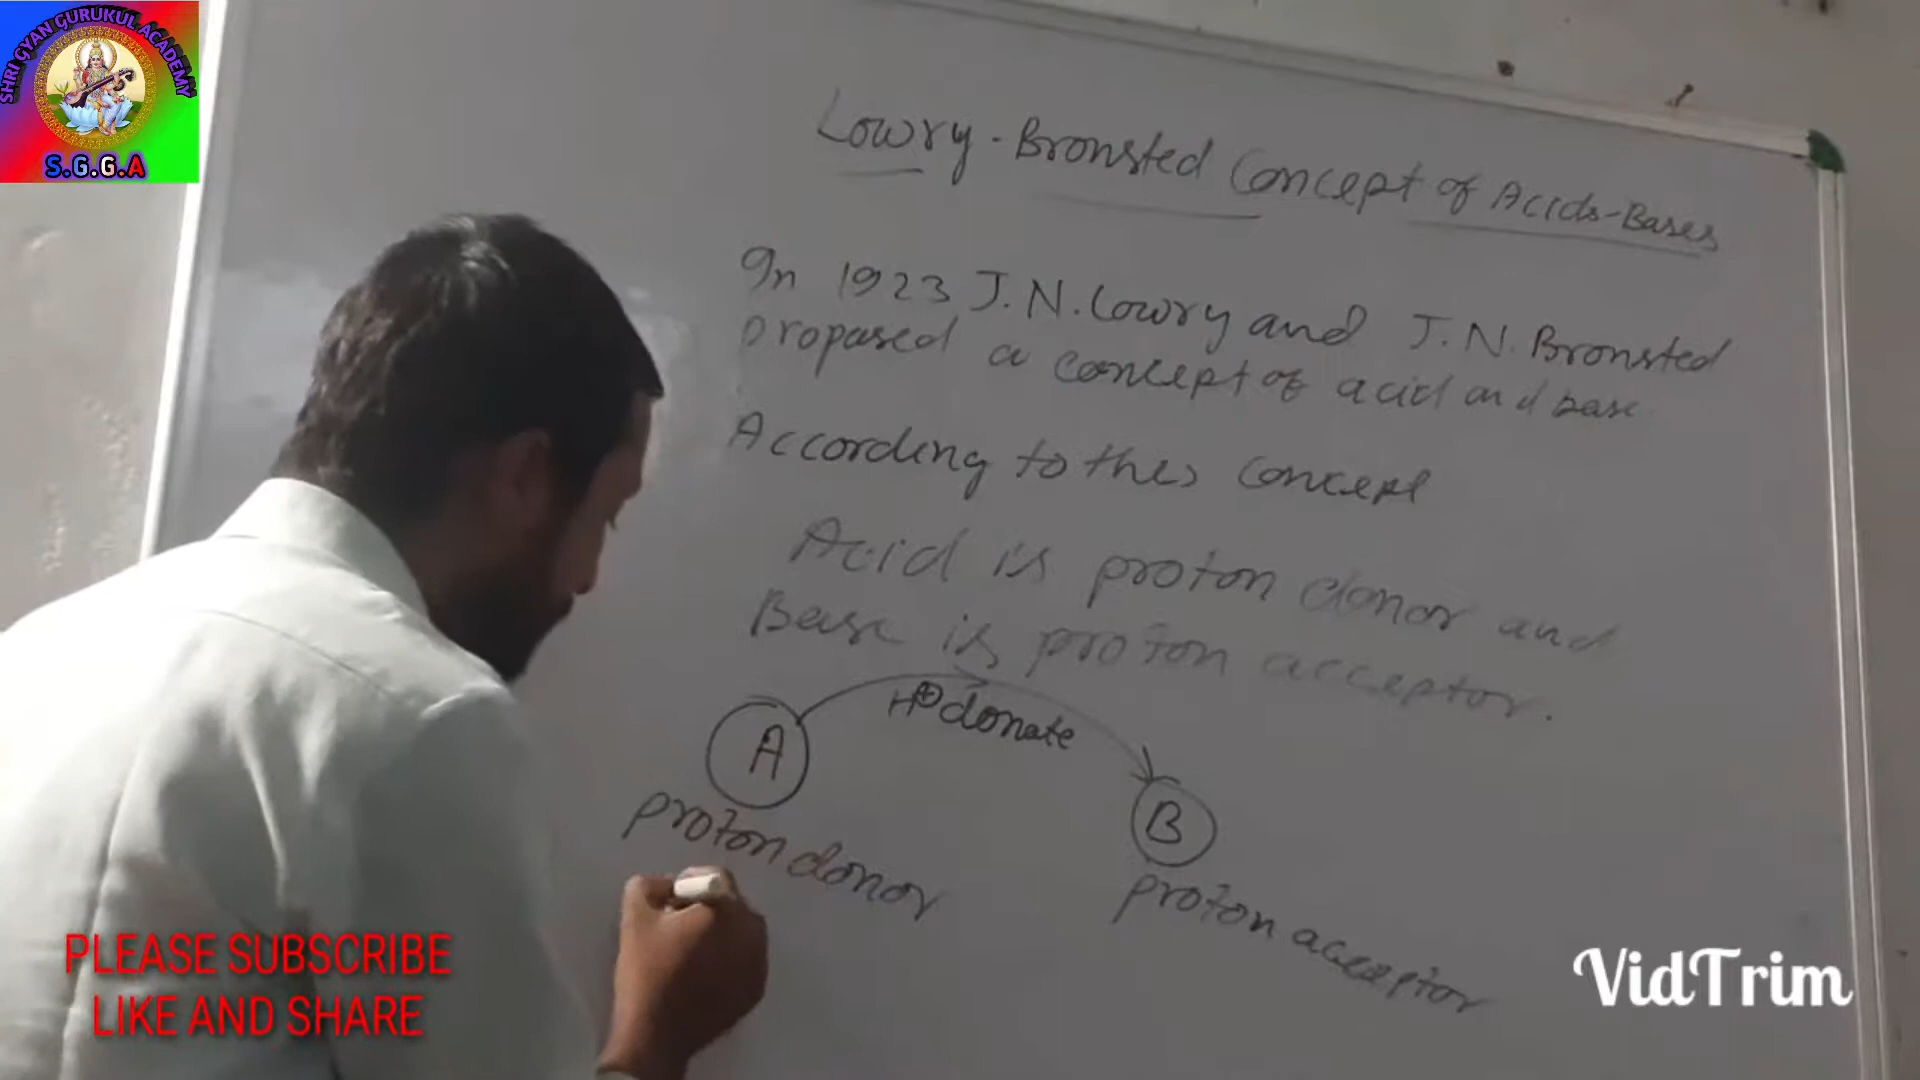 SHRI GYAN GURUKUL ACADEMY
S.G.G.A
Lowry-Bronsted Concept of Acids-Bases
In 1923 J.N. Lowry and J.N. Bronsted
proposed a concept of acid and base
According to this concept
Acid is proton donor and
Base is proton acceptor.
H⊕ donate
A
B
proton donor
proton acceptor
PLEASE SUBSCRIBE
LIKE AND SHARE
VidTrim